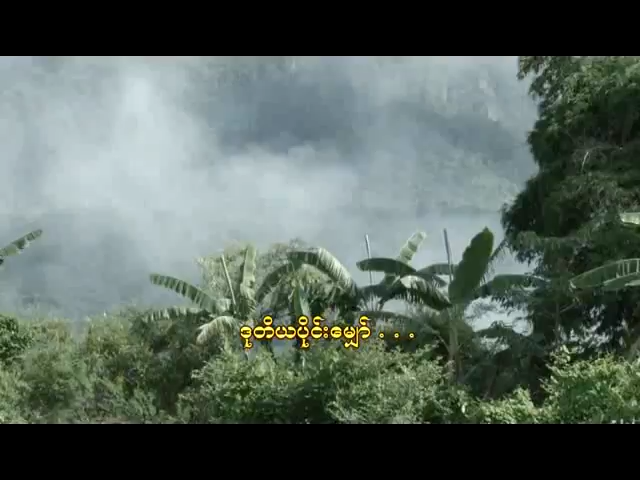 ဒုတိယပိုင်းမျှော် . . .